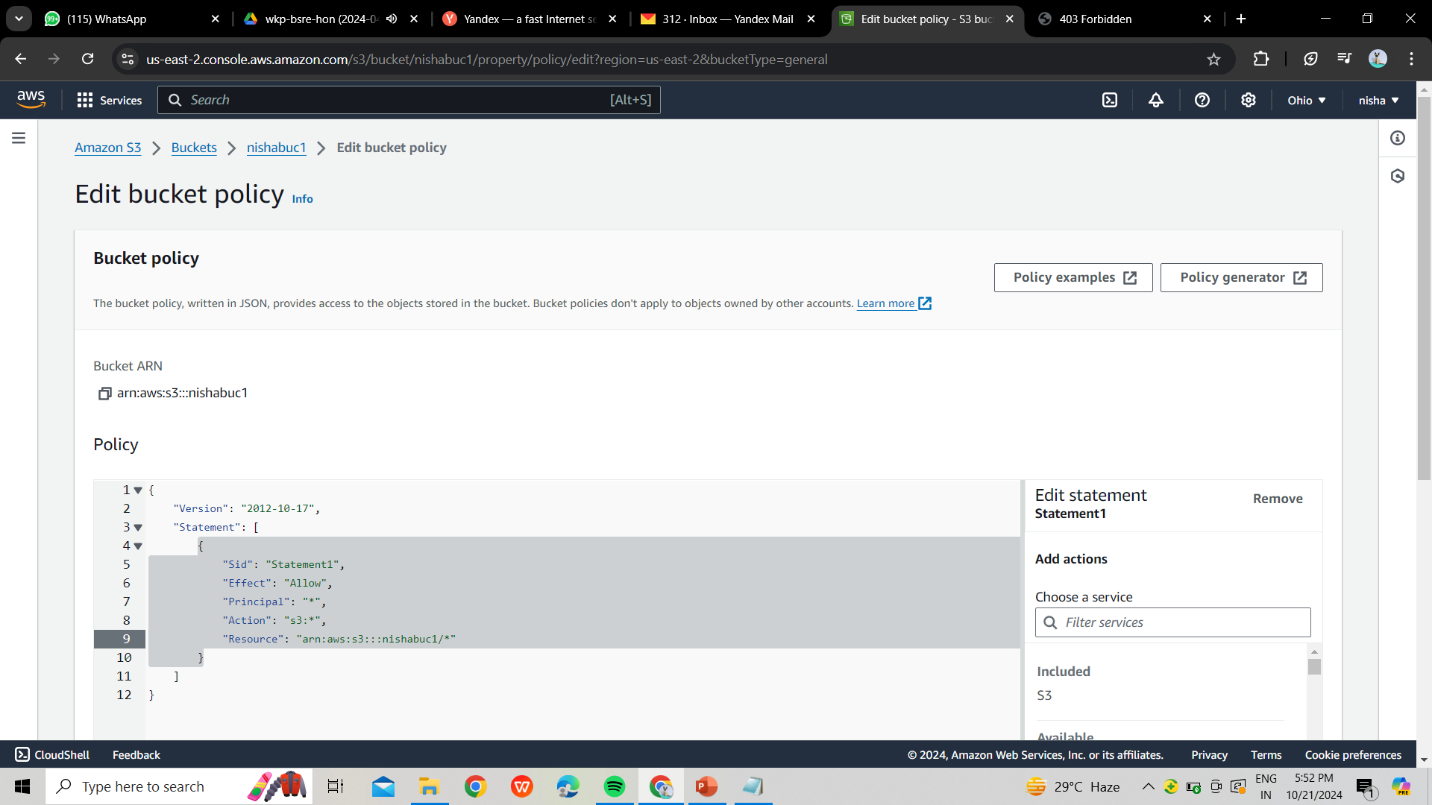 (115) WhatsApp
wkp-bsre-hon (2024-0
Yandex — a fast Internet se
312 · Inbox — Yandex Mail
Edit bucket policy - S3 buc
403 Forbidden
us-east-2.console.aws.amazon.com/s3/bucket/nishabuc1/property/policy/edit?region=us-east-2&bucketType=general
aws
Services
Search
[Alt+S]
Ohio ▼
nisha ▼
Amazon S3
Buckets
nishabuc1
Edit bucket policy
Edit bucket policy Info
Bucket policy
Policy examples
Policy generator
The bucket policy, written in JSON, provides access to the objects stored in the bucket. Bucket policies don't apply to objects owned by other accounts. Learn more
Bucket ARN
arn:aws:s3:::nishabuc1
Policy
1 {
2 "Version": "2012-10-17",
3 "Statement": [
4 {
5 "Sid": "Statement1",
6 "Effect": "Allow",
7 "Principal": "*",
8 "Action": "s3:*",
9 "Resource": "arn:aws:s3:::nishabuc1/*"
10 }
11 ]
12 }
Edit statement
Remove
Statement1
Add actions
Choose a service
Filter services
Included
S3
Available
CloudShell
Feedback
© 2024, Amazon Web Services, Inc. or its affiliates.
Privacy
Terms
Cookie preferences
Type here to search
29°C Haze
ENG
IN
5:52 PM
10/21/2024
1
PRE